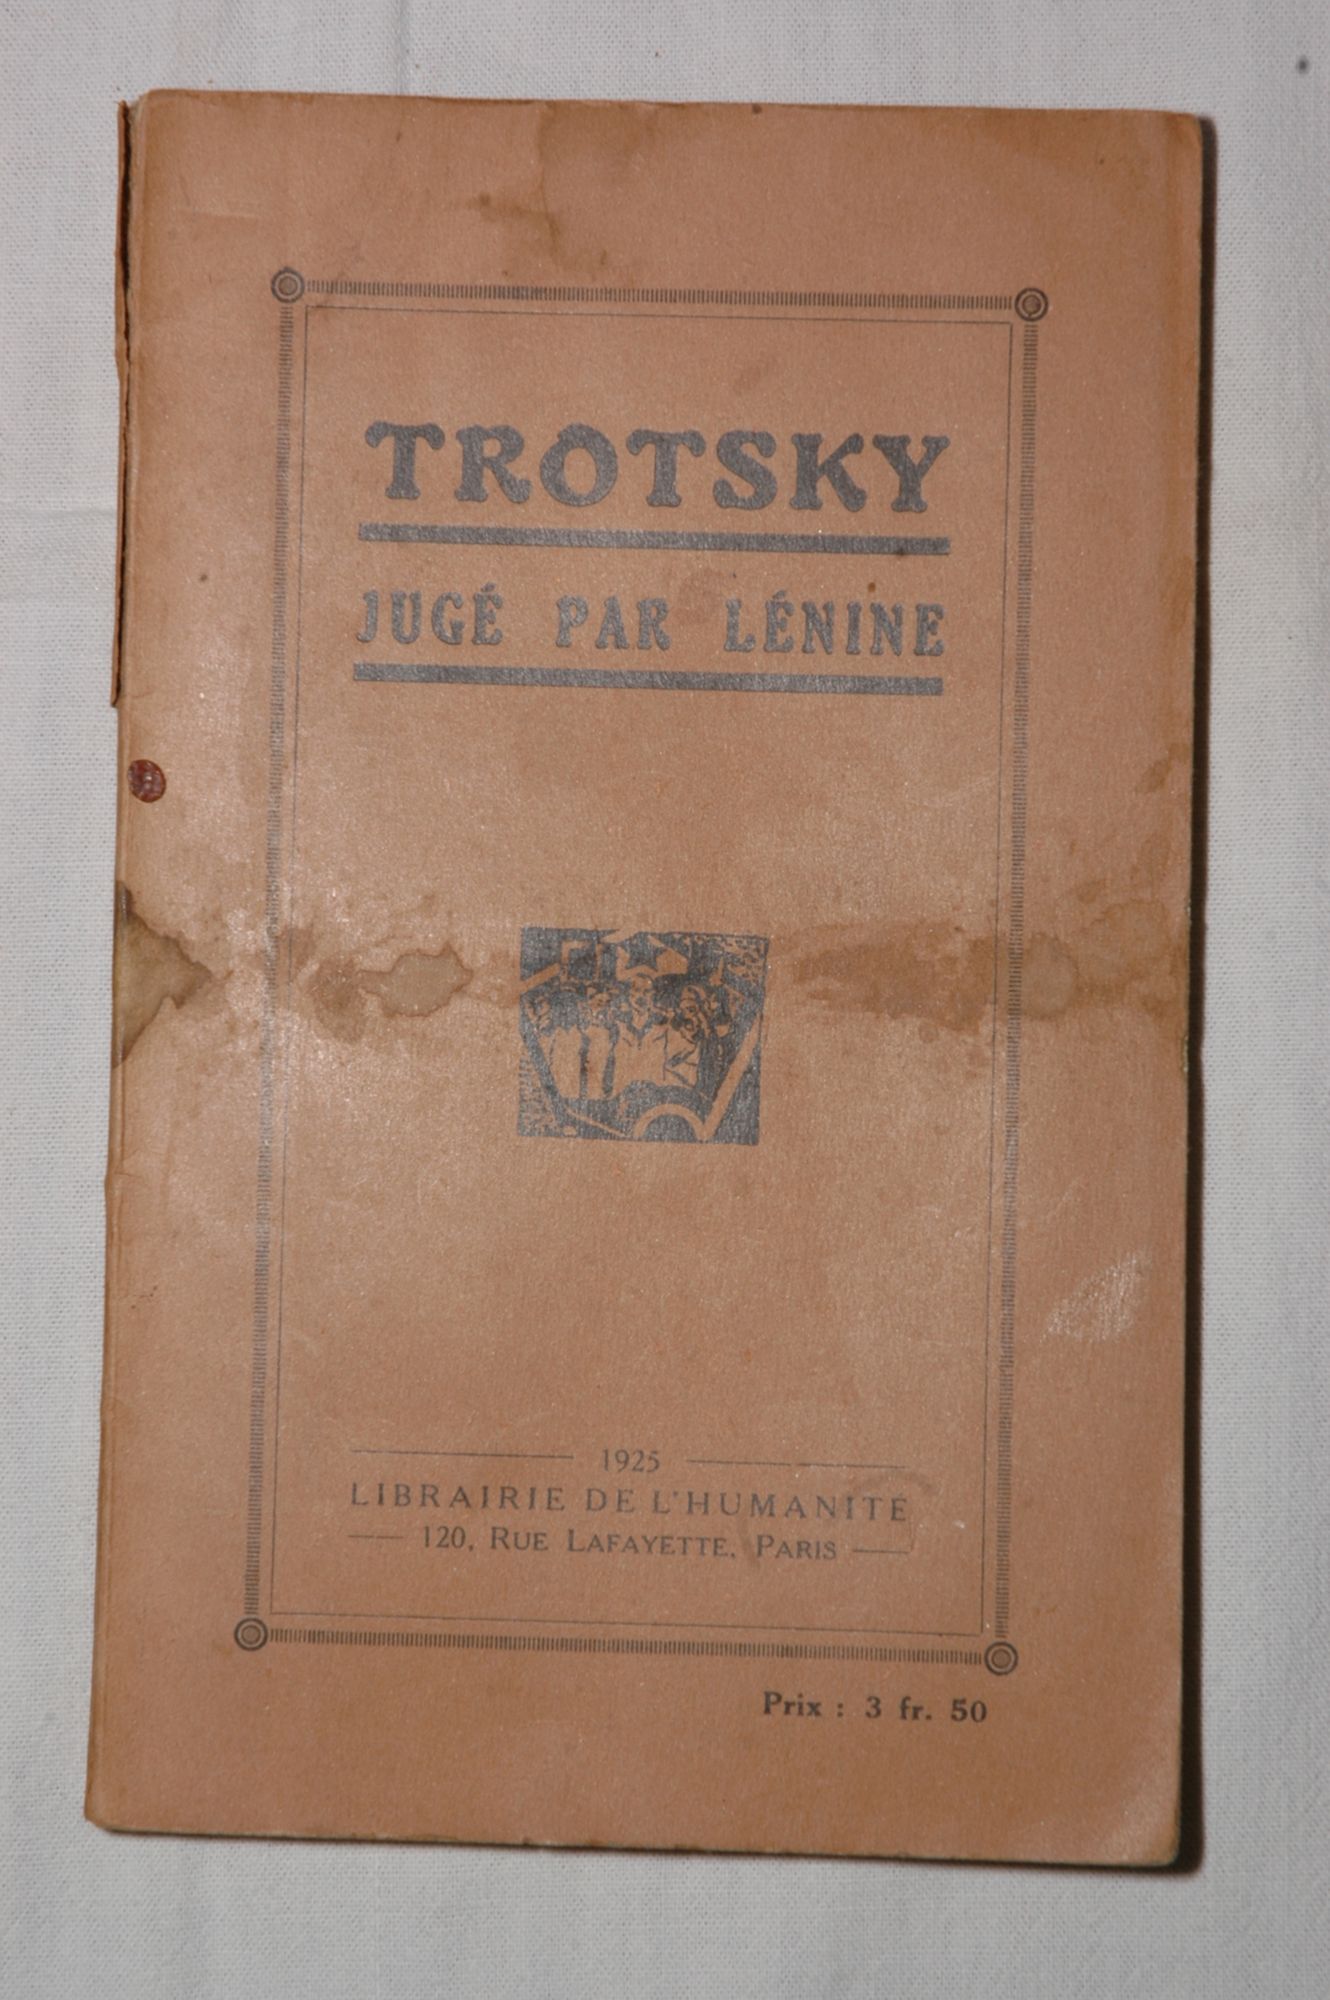 TROTSKY
JUGÉ PAR LÉNINE
1925
LIBRAIRIE DE L'HUMANITÉ
120, RUE LAFAYETTE, PARIS
Prix : 3 fr. 50